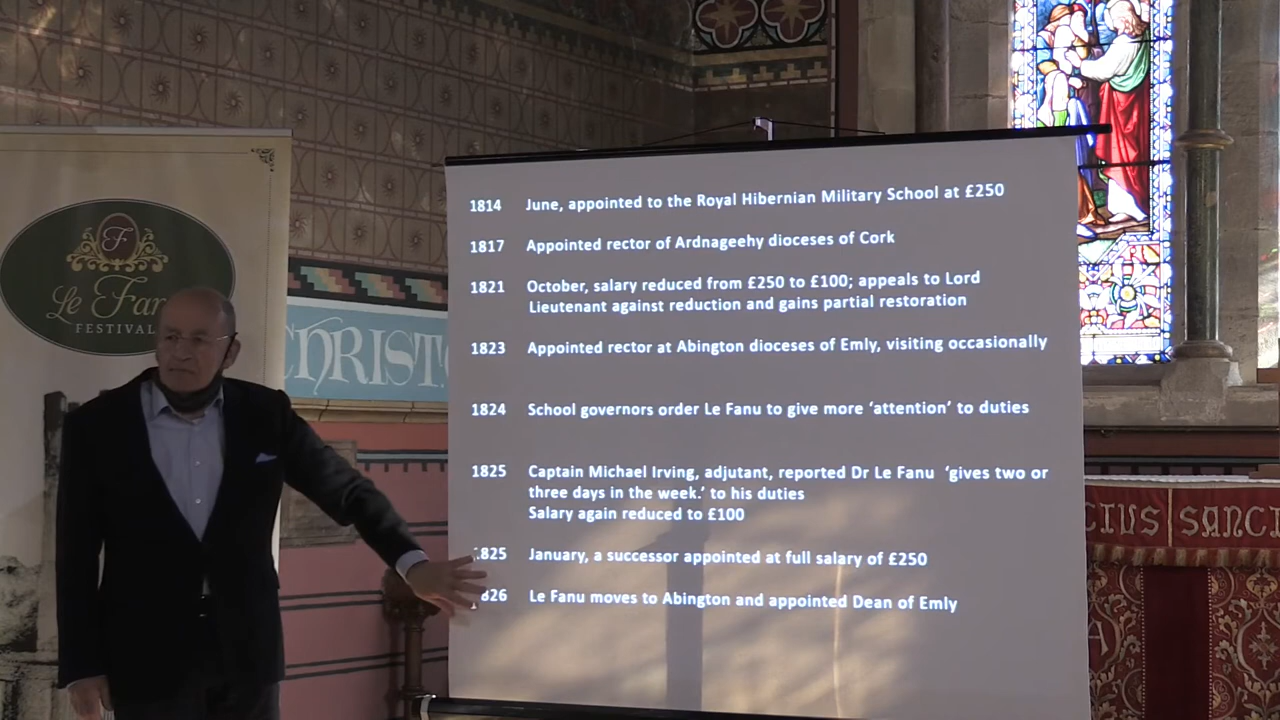 F
Le Fan
FESTIVAL
CHRIST
1814 June, appointed to the Royal Hibernian Military School at £250
1817 Appointed rector of Ardnageehy dioceses of Cork
1821 October, salary reduced from £250 to £100; appeals to Lord
Lieutenant against reduction and gains partial restoration
1823 Appointed rector at Abington dioceses of Emly, visiting occasionally
1824 School governors order Le Fanu to give more ‘attention’ to duties
1825 Captain Michael Irving, adjutant, reported Dr Le Fanu ‘gives two or
three days in the week.’ to his duties
Salary again reduced to £100
1825 January, a successor appointed at full salary of £250
1826 Le Fanu moves to Abington and appointed Dean of Emly
CTUS SANCT